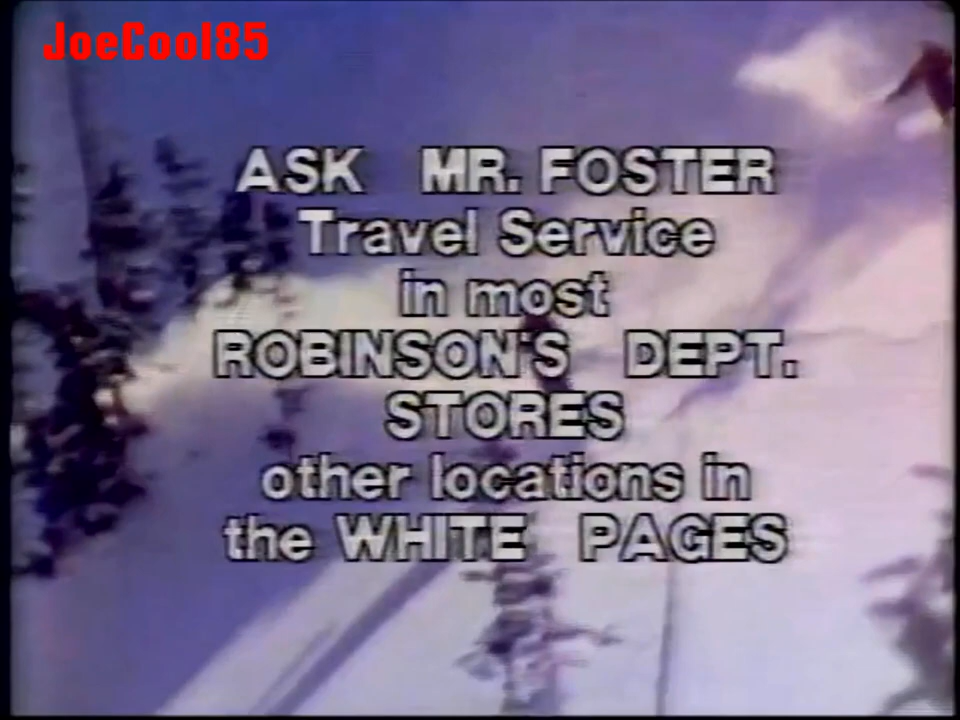 JoeCool85
ASK MR. FOSTER
Travel Service
in most
ROBINSON'S DEPT.
STORES
other locations in
the WHITE PAGES